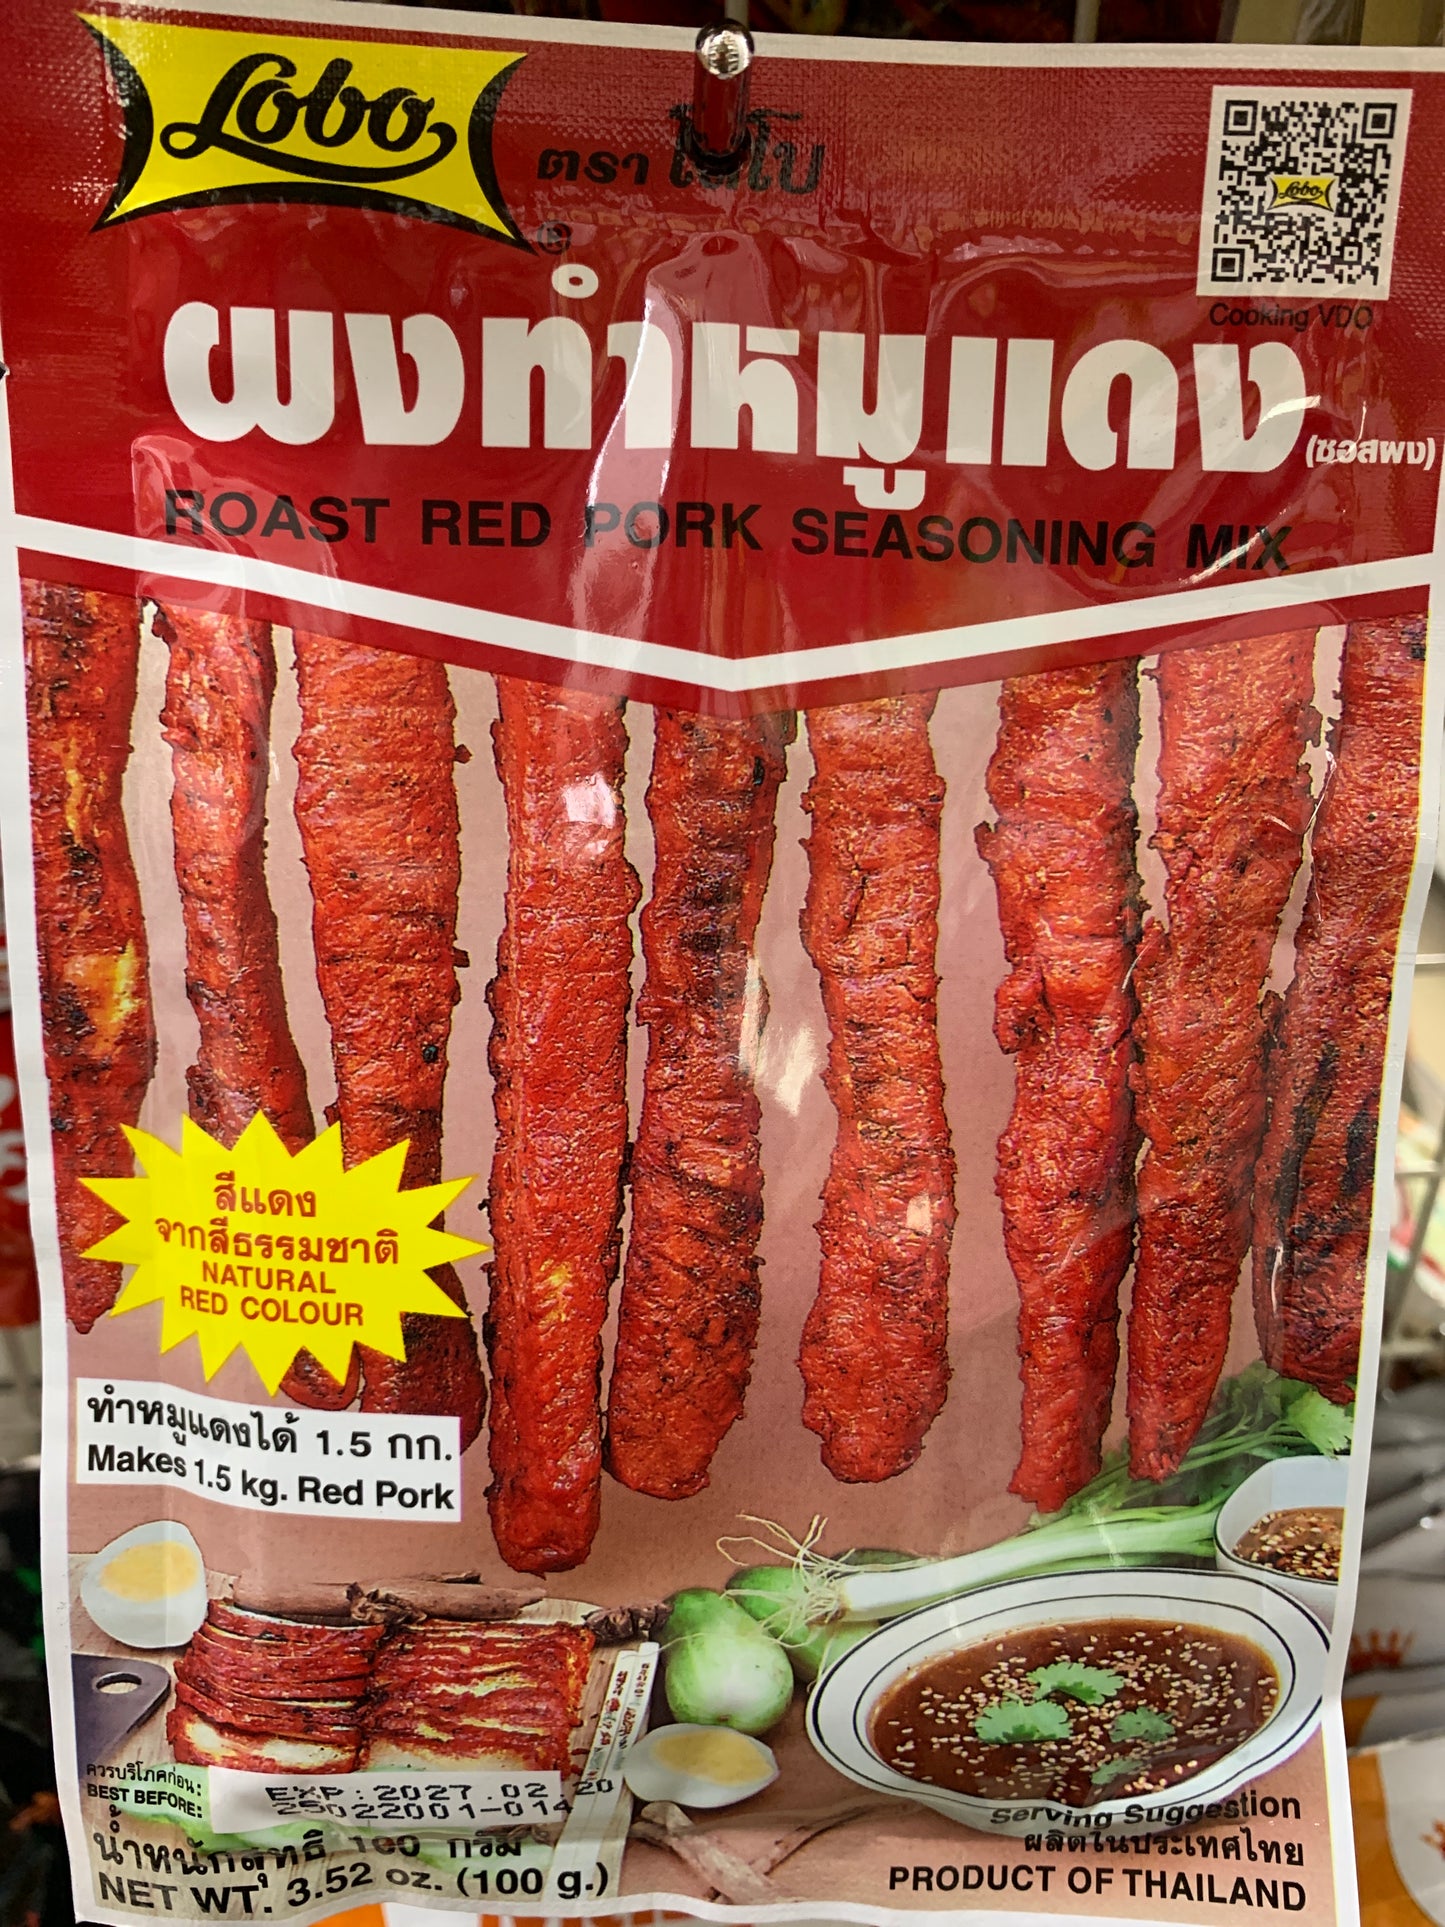 Lobo
ตรา โลโบ
®
Lobo
Cooking VDO
ผงทำหมูแดง
(ซอสผง)
ROAST RED PORK SEASONING MIX
สีแดง
จากสีธรรมชาติ
NATURAL
RED COLOUR
ทำหมูแดงได้ 1.5 กก.
Makes 1.5 kg. Red Pork
ควรบริโภคก่อน:
BEST BEFORE:
EXP:2027.02.20
25022001-014
น้ำหนักสุทธิ 100 กรัม
NET WT. 3.52 oz. (100 g.)
Serving Suggestion
ผลิตในประเทศไทย
PRODUCT OF THAILAND